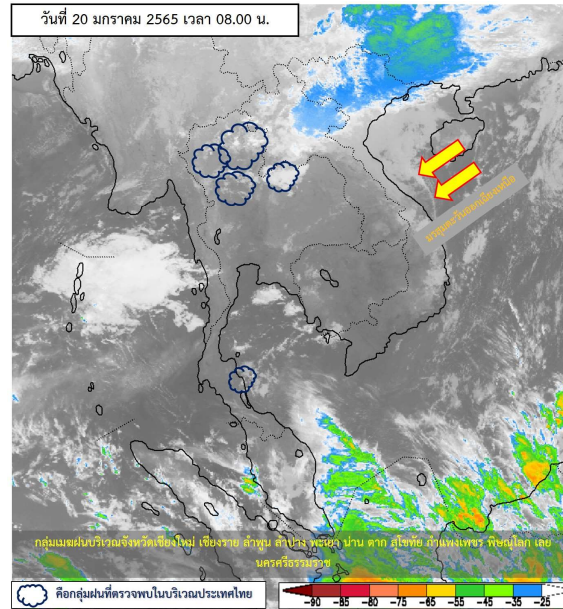 วันที่ 20 มกราคม 2565 เวลา 08.00 น.
มรสุมตะวันออกเฉียงเหนือ
กลุ่มเมฆฝนบริเวณจังหวัดเชียงใหม่ เชียงราย ลำพูน ลำปาง พะเยา น่าน ตาก สุโขทัย กำแพงเพชร พิษณุโลก เลย
นครศรีธรรมราช
คือกลุ่มฝนที่ตรวจพบในบริเวณประเทศไทย
-90 -85 -80 -75 -65 -55 -45 -35 -25